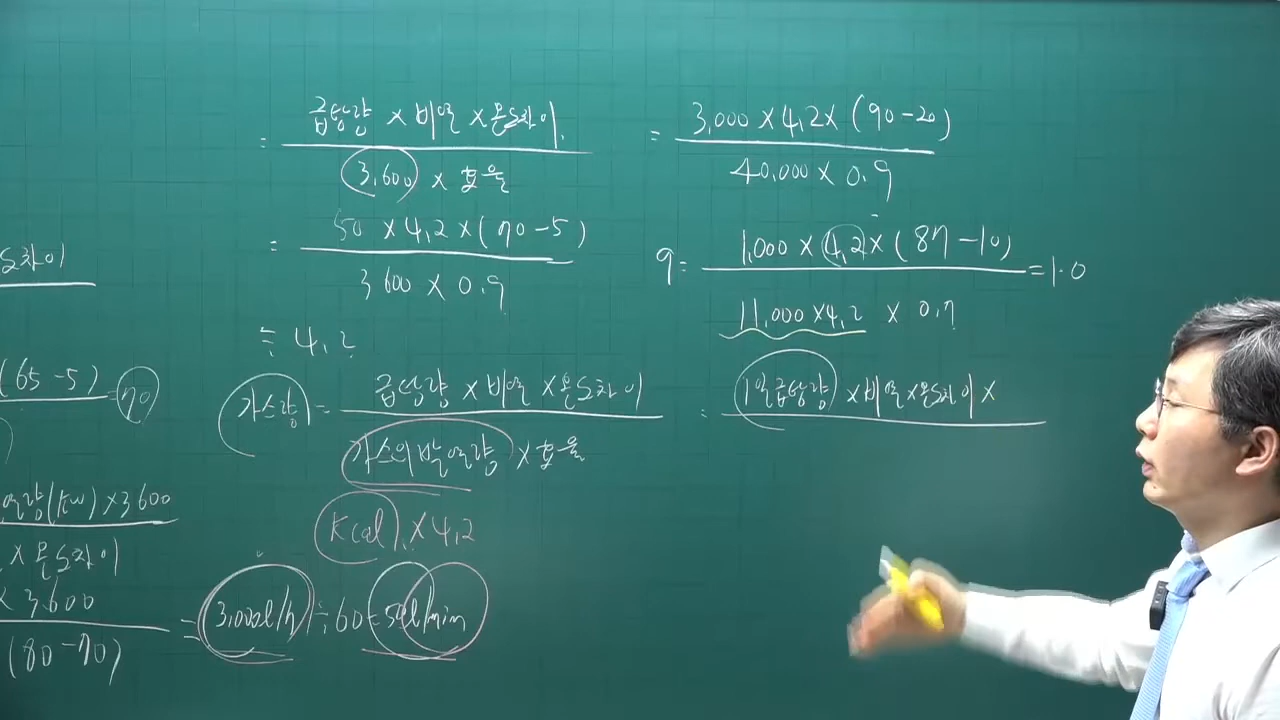 도차이
(65-5) = 70
열량(kw) × 3600
× 온도차이
× 3600
(80-70)
= 급탕량 × 비열 × 온도차이
3,600 × 효율
= 50 × 4,2 × (70-5)
3600 × 0.9
≒ 4,2
가스량 = 급탕량 × 비열 × 온도차이
가스의 발열량 × 효율
kcal × 4,2
= 3,000l/h ÷ 60 = 50l/min
= 3,000 × 4,2 × (90-20)
40,000 × 0.9
9 = 1,000 × 4,2 × (87-10) = 1.0
11,000 × 4,2 × 0.7
= 1일급탕량 × 비열 × 온도차이 ×